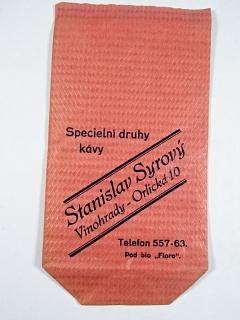 Specielní druhy
kávy
Stanislav Syrový
Vinohrady - Orlická 10
Telefon 557-63.
Pod bio „Flora".